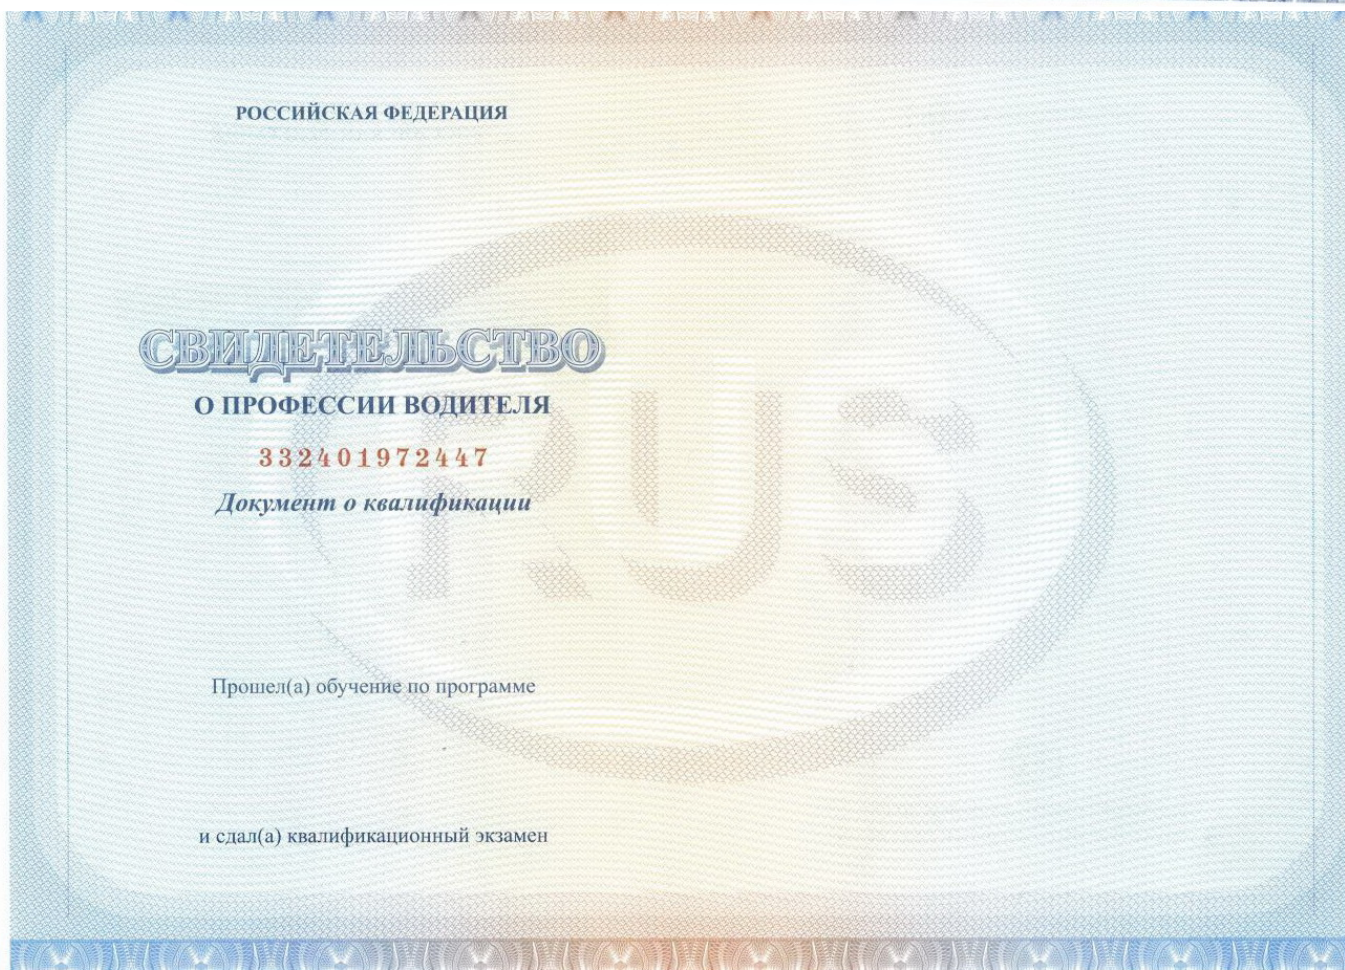 РОССИЙСКАЯ ФЕДЕРАЦИЯ
СВИДЕТЕЛЬСТВО
О ПРОФЕССИИ ВОДИТЕЛЯ
332401972447
Документ о квалификации
RUS
Прошел(а) обучение по программе
и сдал(а) квалификационный экзамен